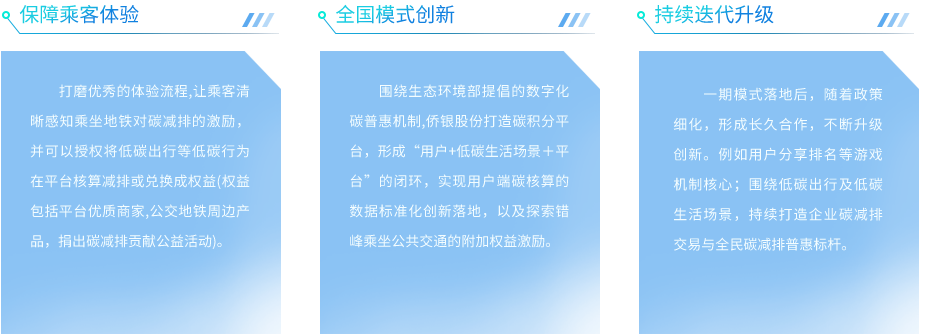 保障乘客体验
打磨优秀的体验流程,让乘客清
晰感知乘坐地铁对碳减排的激励，
并可以授权将低碳出行等低碳行为
在平台核算减排或兑换成权益(权益
包括平台优质商家,公交地铁周边产
品，捐出碳减排贡献公益活动)。
全国模式创新
围绕生态环境部提倡的数字化
碳普惠机制,侨银股份打造碳积分平
台，形成“用户+低碳生活场景＋平
台”的闭环，实现用户端碳核算的
数据标准化创新落地，以及探索错
峰乘坐公共交通的附加权益激励。
持续迭代升级
一期模式落地后，随着政策
细化，形成长久合作，不断升级
创新。例如用户分享排名等游戏
机制核心；围绕低碳出行及低碳
生活场景，持续打造企业碳减排
交易与全民碳减排普惠标杆。